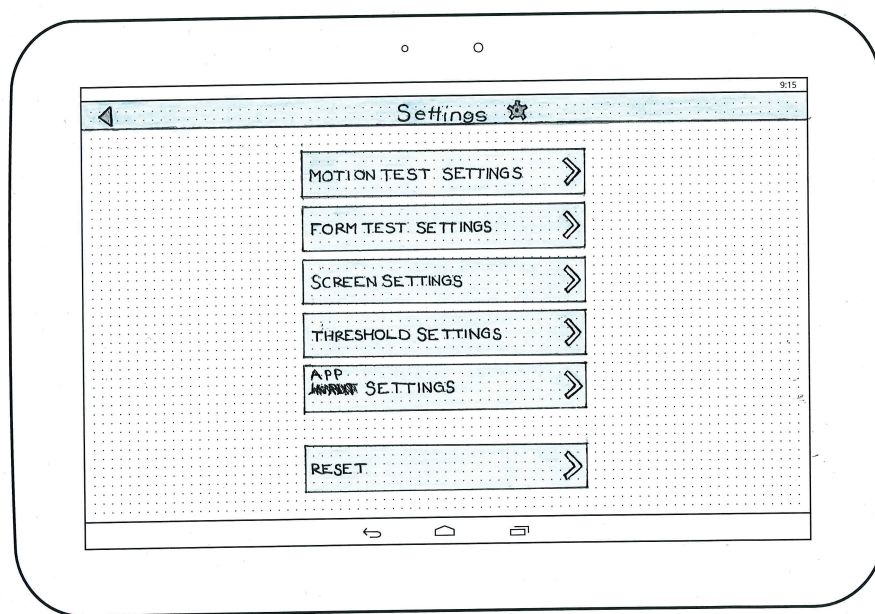 9:15
Settings
MOTION TEST SETTINGS
FORM TEST SETTINGS
SCREEN SETTINGS
THRESHOLD SETTINGS
APP
SETTINGS
RESET